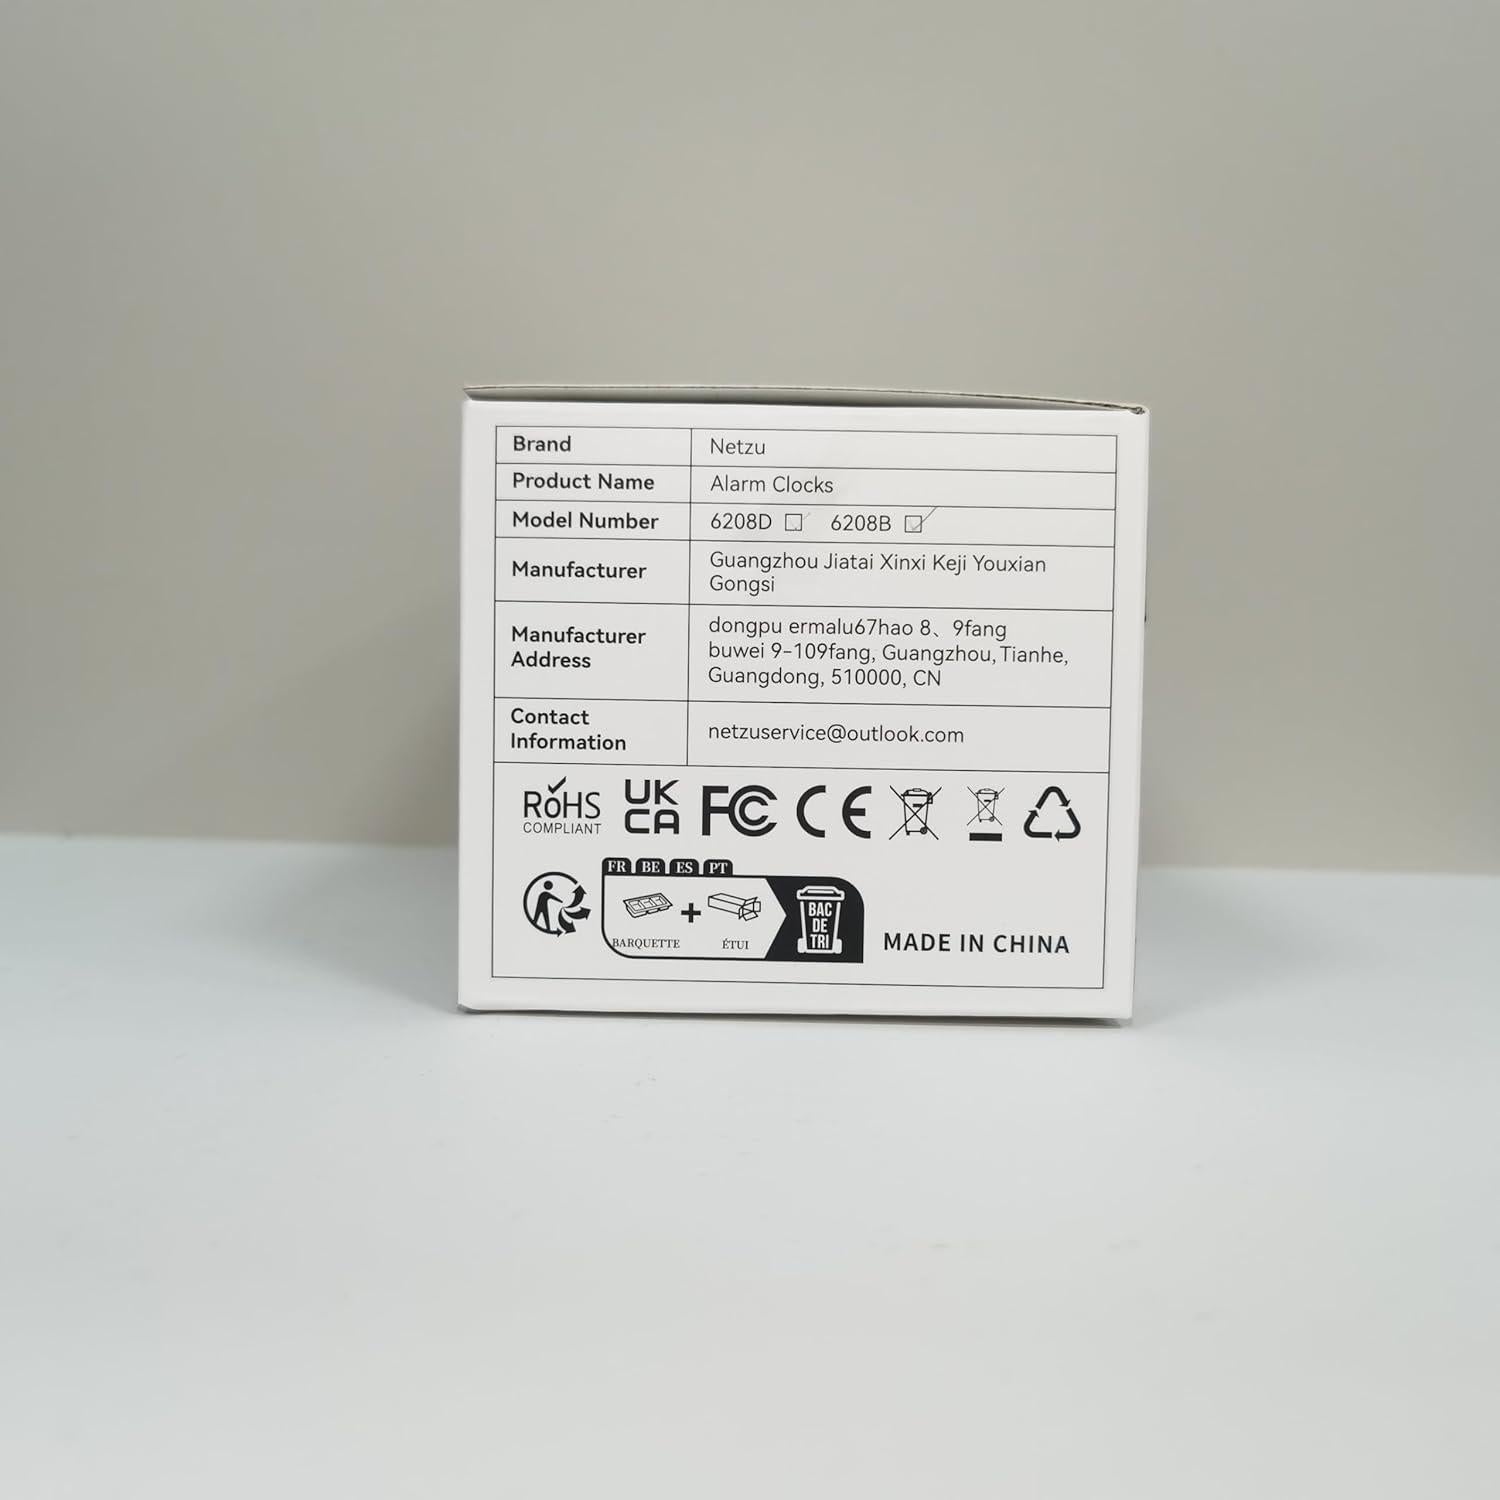 Brand Netzu
Product Name Alarm Clocks
Model Number 6208D 6208B
Manufacturer Guangzhou Jiatai Xinxi Keji Youxian
Gongsi
Manufacturer
Address
dongpu ermalu67hao 8、9fang
buwei 9-109fang, Guangzhou, Tianhe,
Guangdong, 510000, CN
Contact
Information
netzuservice@outlook.com
RoHS
COMPLIANT
UK
CA
FC
CE
FR BE ES PT
BARQUETTE + ÉTUI
BAC
DE
TRI
MADE IN CHINA